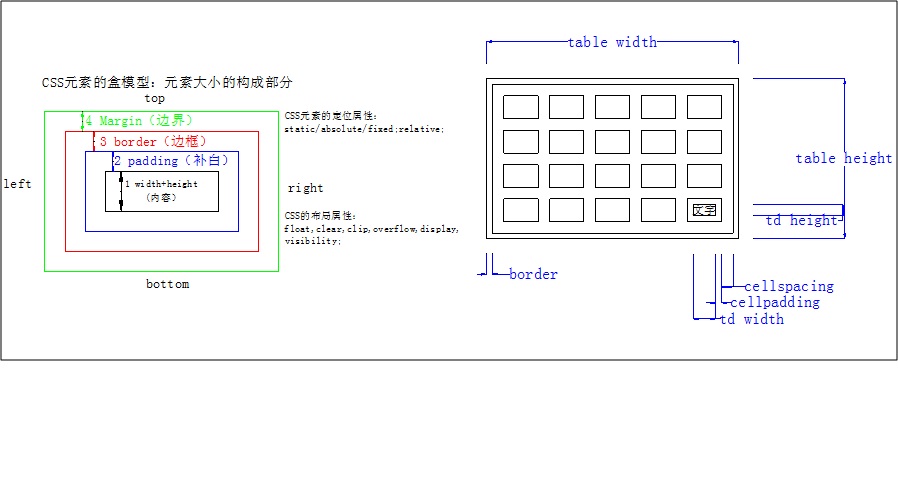 CSS元素的盒模型：元素大小的构成部分
top
4 Margin（边界）
3 border（边框）
2 padding（补白）
1 width+height
（内容）
left
right
bottom
CSS元素的定位属性：
static/absolute/fixed;relative;
CSS的布局属性：
float,clear,clip,overflow,display,
visibility;
table width
table height
文字
td height
border
cellspacing
cellpadding
td width